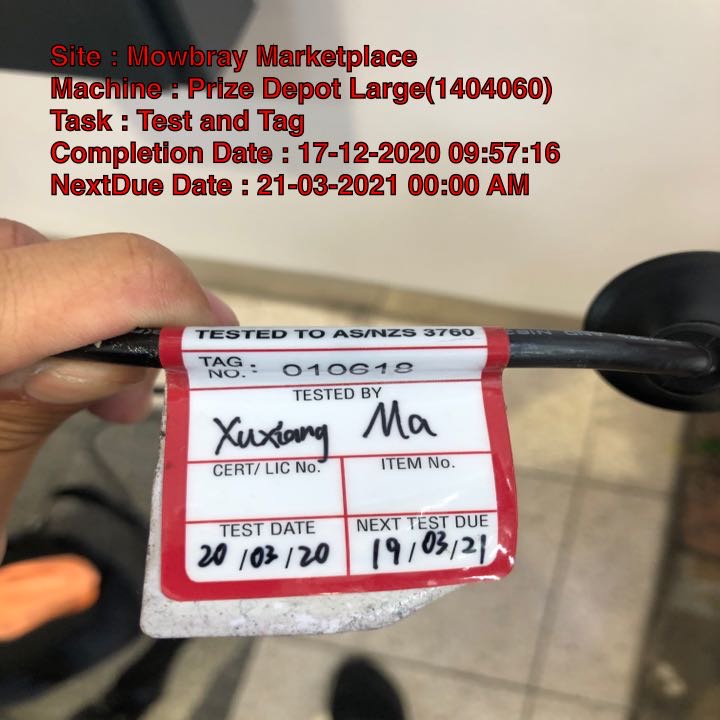 Site : Mowbray Marketplace
Machine : Prize Depot Large(1404060)
Task : Test and Tag
Completion Date : 17-12-2020 09:57:16
NextDue Date : 21-03-2021 00:00 AM
TESTED TO AS/NZS 3760
TAG NO. : 010618
TESTED BY
Xuxiang Ma
CERT/ LIC No. ITEM No.
TEST DATE NEXT TEST DUE
20/03/20 19/03/21